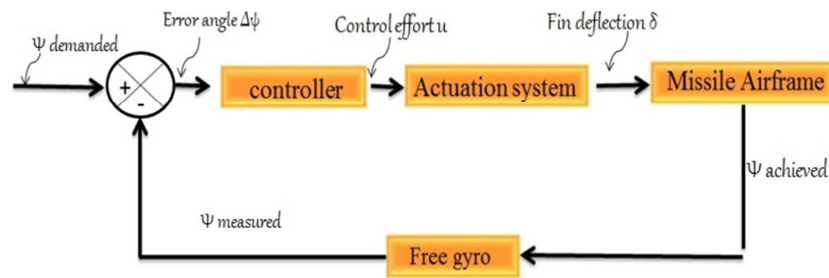 Ψ demanded
Error angle Δψ
Control effort u
Fin deflection δ
+
-
controller
Actuation system
Missile Airframe
Ψ achieved
Ψ measured
Free gyro